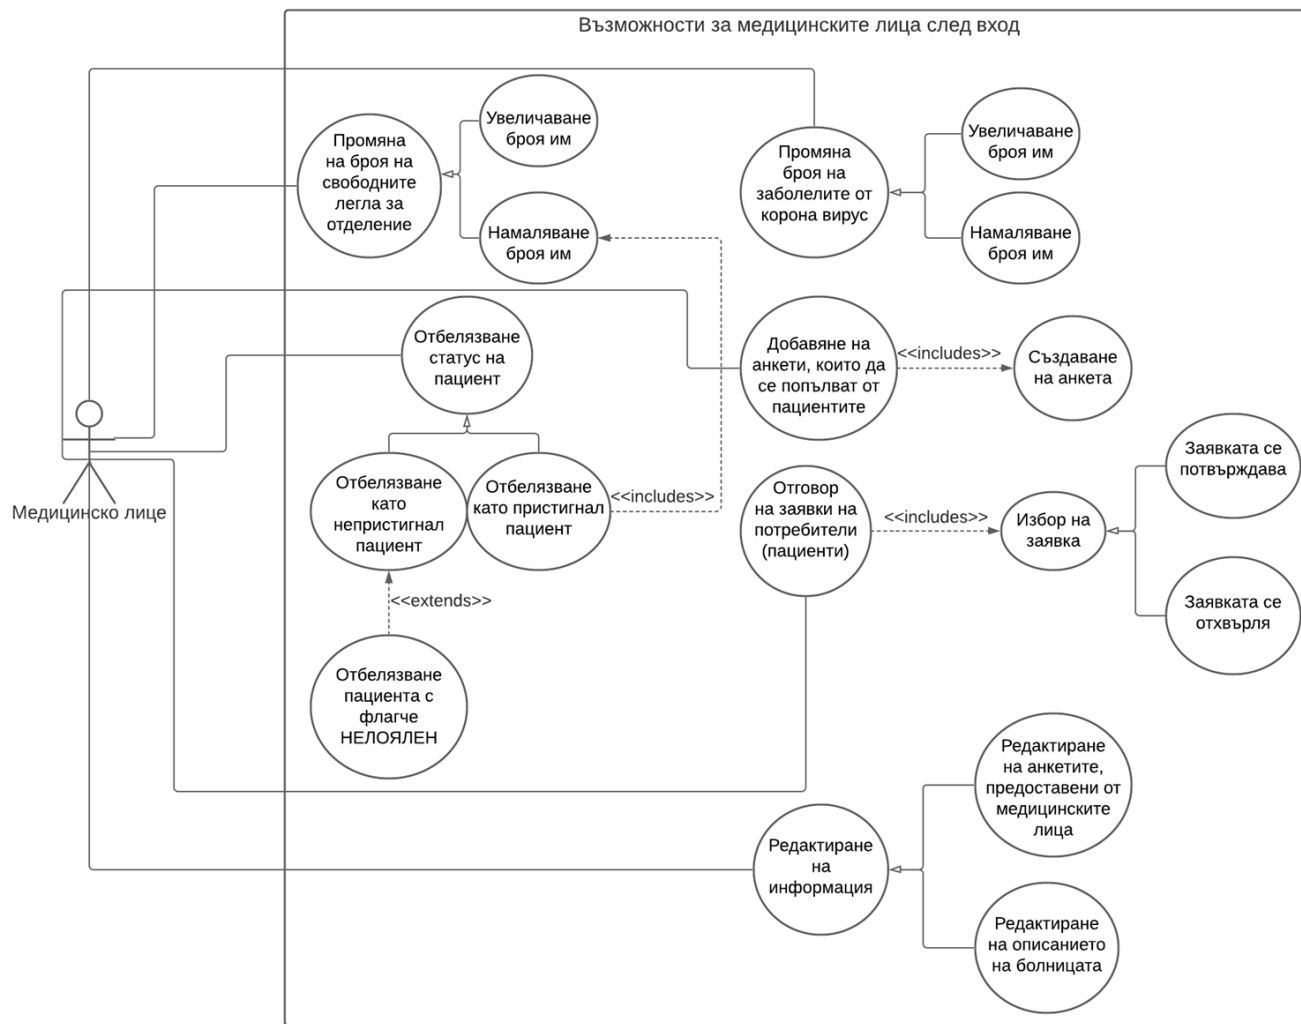 Възможности за медицинските лица след вход
Промяна
на броя на
свободните
легла за
отделение
Увеличаване
броя им
Намаляване
броя им
Промяна
броя на
заболелите от
корона вирус
Увеличаване
броя им
Намаляване
броя им
Отбелязване
статус на
пациент
Добавяне на
анкети, които да
се попълват от
пациентите
<<includes>>
Създаване
на анкета
Медицинско лице
Отбелязване
като
непристигнал
пациент
Отбелязване
като пристигнал
пациент
<<includes>>
Отговор
на заявки на
потребители
(пациенти)
<<includes>>
Избор на
заявка
Заявката се
потвърждава
Заявката се
отхвърля
<<extends>>
Отбелязване
пациента с
флагче
НЕЛОЯЛЕН
Редактиране
на
информация
Редактиране
на анкетите,
предоставени от
медицинските
лица
Редактиране
на описанието
на болницата